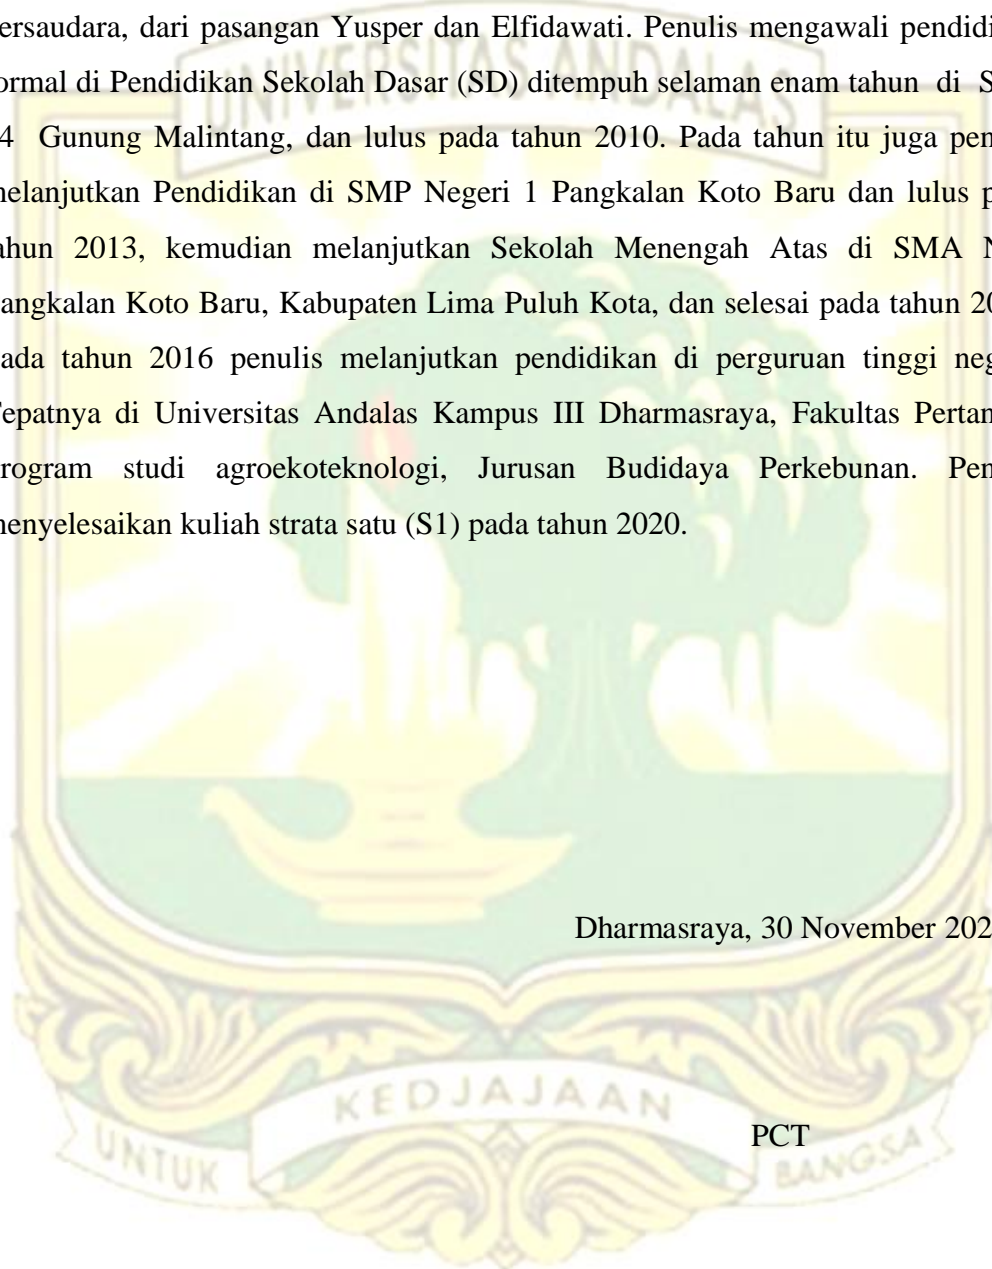 ersaudara, dari pasangan Yusper dan Elfidawati. Penulis mengawali pendidi
UNIVERSITAS ANDALAS
ormal di Pendidikan Sekolah Dasar (SD) ditempuh selaman enam tahun di S
4 Gunung Malintang, dan lulus pada tahun 2010. Pada tahun itu juga pen
melanjutkan Pendidikan di SMP Negeri 1 Pangkalan Koto Baru dan lulus p
ahun 2013, kemudian melanjutkan Sekolah Menengah Atas di SMA N
angkalan Koto Baru, Kabupaten Lima Puluh Kota, dan selesai pada tahun 20
ada tahun 2016 penulis melanjutkan pendidikan di perguruan tinggi neg
Tepatnya di Universitas Andalas Kampus III Dharmasraya, Fakultas Pertan
rogram studi agroekoteknologi, Jurusan Budidaya Perkebunan. Pen
menyelesaikan kuliah strata satu (S1) pada tahun 2020.
Dharmasraya, 30 November 202
KEDJAJAAN
PCT
UNTUK BANGSA